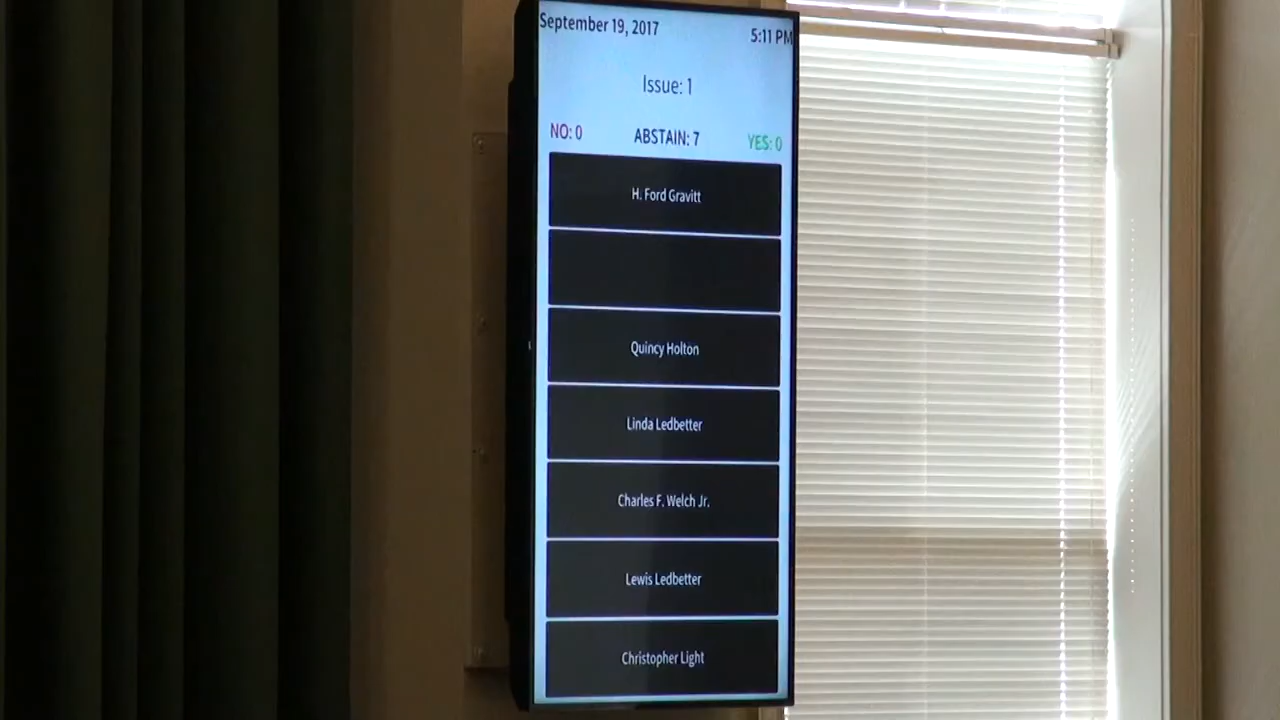 September 19, 2017
5:11 PM
Issue: 1
NO: 0
ABSTAIN: 7
YES: 0
H. Ford Gravitt
Quincy Holton
Linda Ledbetter
Charles F. Welch Jr.
Lewis Ledbetter
Christopher Light